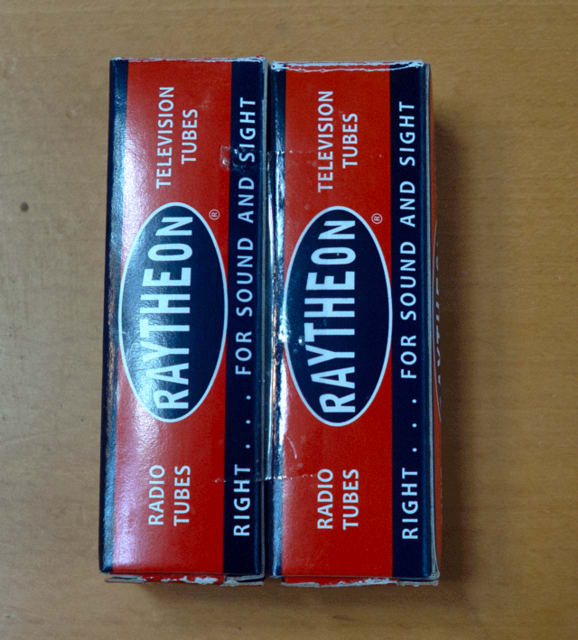 RADIO
TUBES
RAYTHEON®
TELEVISION
TUBES
RIGHT . . . FOR SOUND AND SIGHT
RADIO
TUBES
RAYTHEON®
TELEVISION
TUBES
RIGHT . . . FOR SOUND AND SIGHT